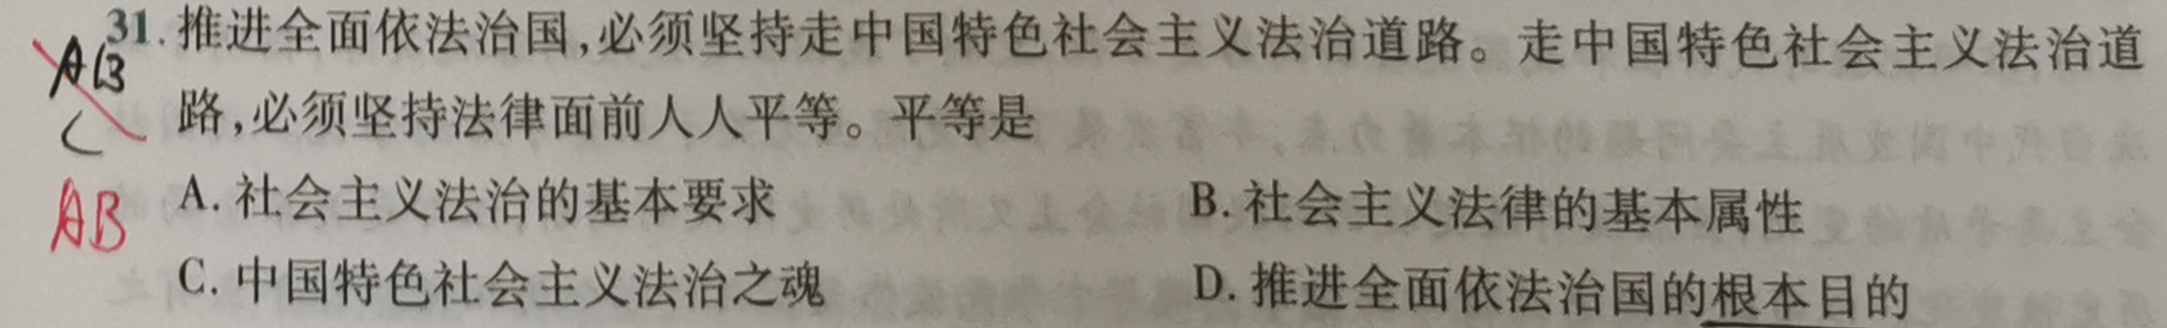 31.推进全面依法治国,必须坚持走中国特色社会主义法治道路。走中国特色社会主义法治道
AB
路,必须坚持法律面前人人平等。平等是
C
A.社会主义法治的基本要求 B.社会主义法律的基本属性
AB
C.中国特色社会主义法治之魂 D.推进全面依法治国的根本目的